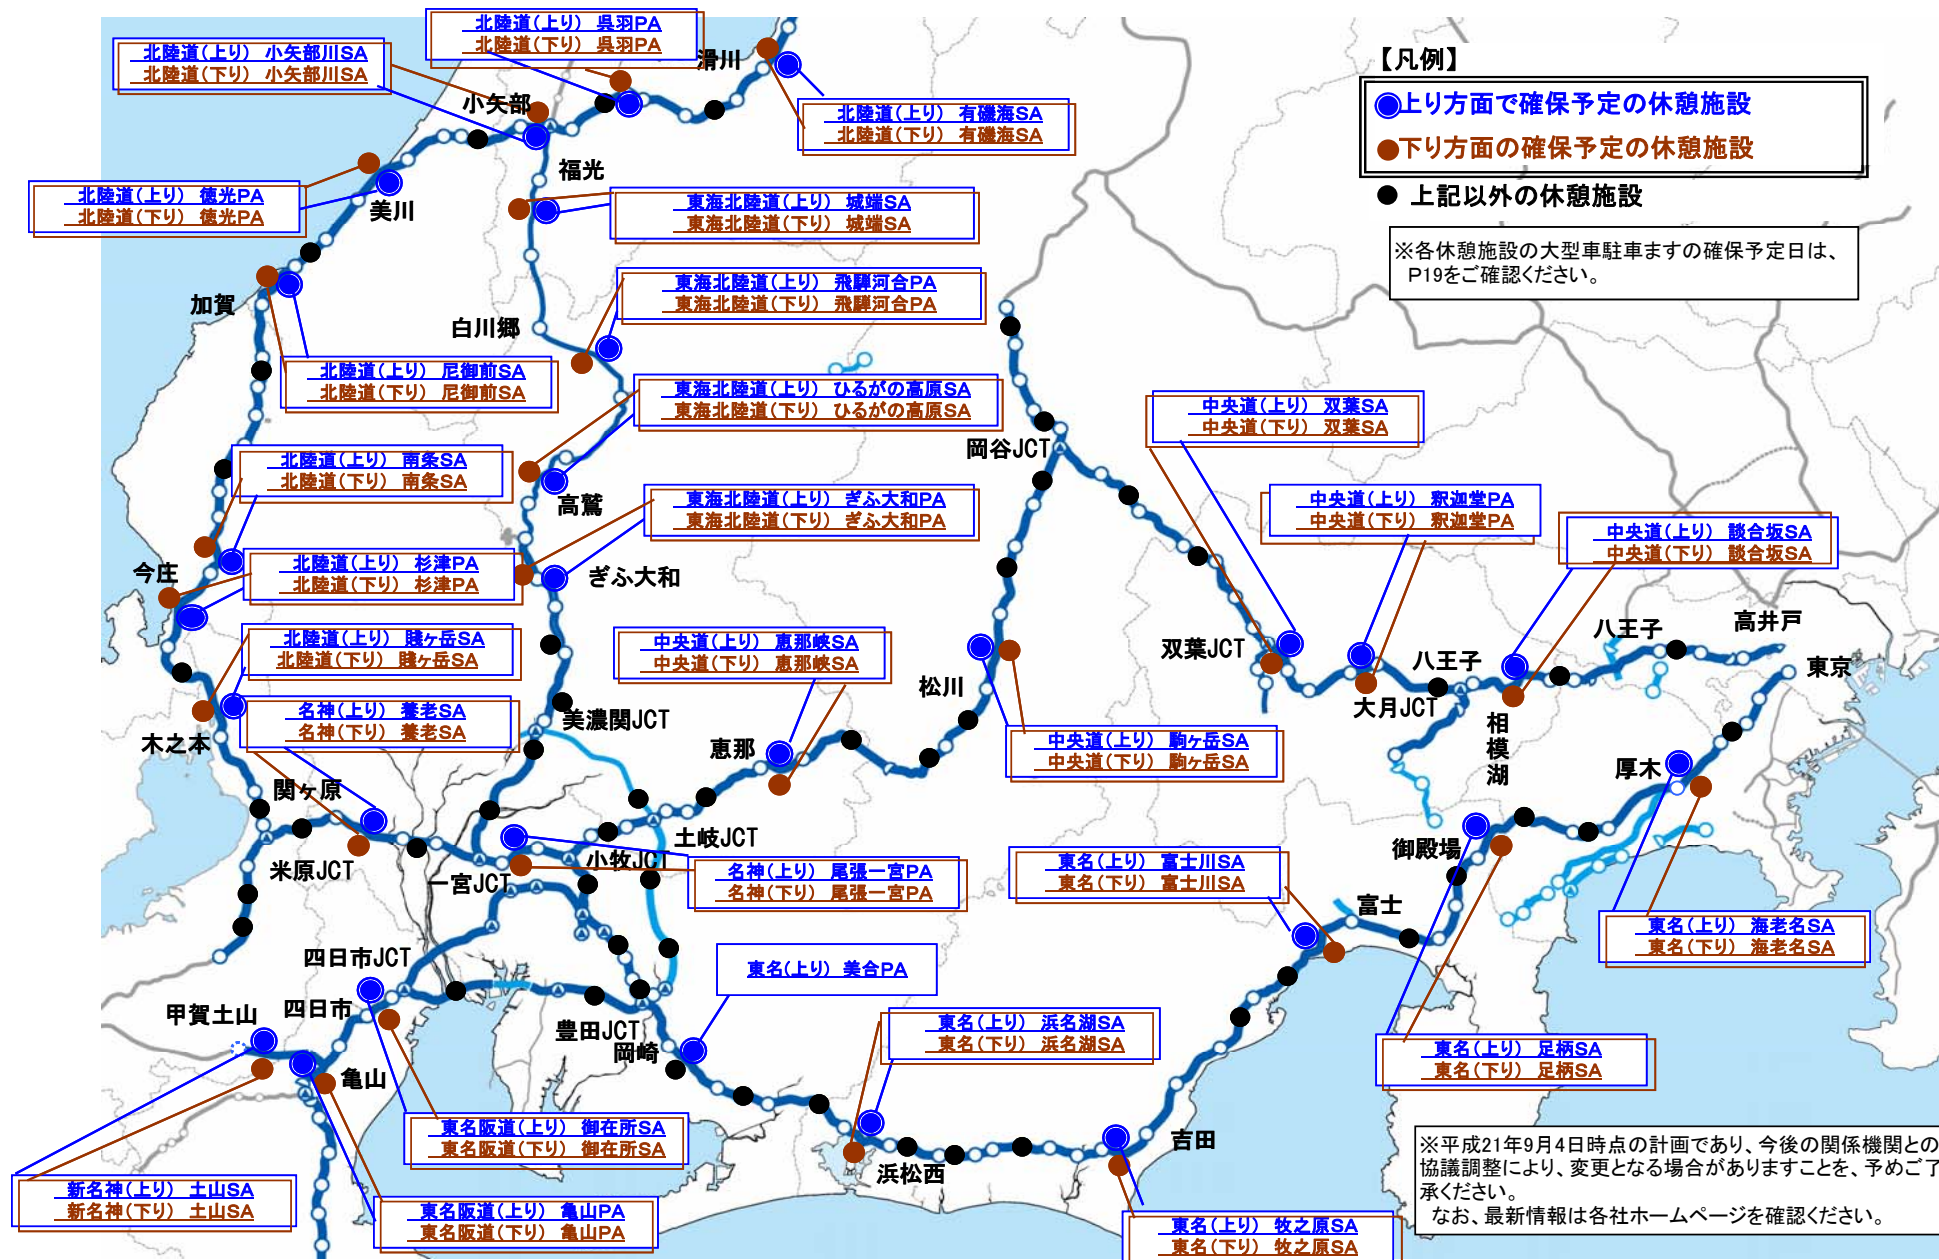 北陸道(上り) 呉羽PA
北陸道(下り) 呉羽PA
北陸道(上り) 小矢部川SA
北陸道(下り) 小矢部川SA
滑川
【凡例】
上り方面で確保予定の休憩施設
下り方面の確保予定の休憩施設
上記以外の休憩施設
※各休憩施設の大型車駐車ますの確保予定日は、
P19をご確認ください。
小矢部
北陸道(上り) 有磯海SA
北陸道(下り) 有磯海SA
福光
北陸道(上り) 徳光PA
北陸道(下り) 徳光PA
美川
東海北陸道(上り) 城端SA
東海北陸道(下り) 城端SA
加賀
白川郷
東海北陸道(上り) 飛騨河合PA
東海北陸道(下り) 飛騨河合PA
北陸道(上り) 尼御前SA
北陸道(下り) 尼御前SA
東海北陸道(上り) ひるがの高原SA
東海北陸道(下り) ひるがの高原SA
中央道(上り) 双葉SA
中央道(下り) 双葉SA
岡谷JCT
北陸道(上り) 南条SA
北陸道(下り) 南条SA
高鷲
東海北陸道(上り) ぎふ大和PA
東海北陸道(下り) ぎふ大和PA
中央道(上り) 釈迦堂PA
中央道(下り) 釈迦堂PA
中央道(上り) 談合坂SA
中央道(下り) 談合坂SA
今庄
北陸道(上り) 杉津PA
北陸道(下り) 杉津PA
ぎふ大和
北陸道(上り) 賤ヶ岳SA
北陸道(下り) 賤ヶ岳SA
中央道(上り) 恵那峡SA
中央道(下り) 恵那峡SA
双葉JCT
八王子
八王子
高井戸
東京
松川
大月JCT
相模湖
木之本
名神(上り) 養老SA
名神(下り) 養老SA
美濃関JCT
恵那
中央道(上り) 駒ヶ岳SA
中央道(下り) 駒ヶ岳SA
厚木
関ヶ原
土岐JCT
米原JCT
一宮JCT
小牧JCT
名神(上り) 尾張一宮PA
名神(下り) 尾張一宮PA
東名(上り) 富士川SA
東名(下り) 富士川SA
御殿場
富士
東名(上り) 海老名SA
東名(下り) 海老名SA
四日市JCT
東名(上り) 美合PA
甲賀土山
四日市
豊田JCT
岡崎
東名(上り) 浜名湖SA
東名(下り) 浜名湖SA
東名(上り) 足柄SA
東名(下り) 足柄SA
亀山
東名阪道(上り) 御在所SA
東名阪道(下り) 御在所SA
浜松西
吉田
新名神(上り) 土山SA
新名神(下り) 土山SA
東名阪道(上り) 亀山PA
東名阪道(下り) 亀山PA
東名(上り) 牧之原SA
東名(下り) 牧之原SA
※平成21年9月4日時点の計画であり、今後の関係機関との
協議調整により、変更となる場合がありますことを、予めご了
承ください。
なお、最新情報は各社ホームページを確認ください。